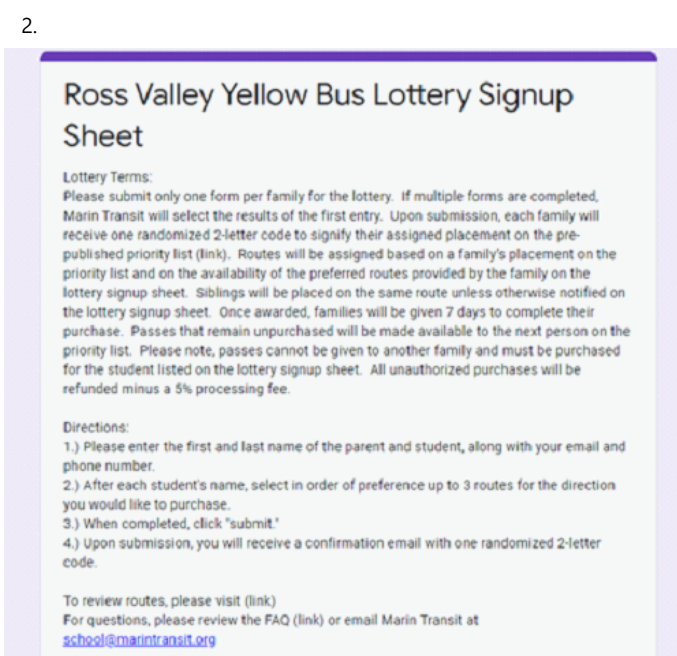 2.
Ross Valley Yellow Bus Lottery Signup
Sheet
Lottery Terms:
Please submit only one form per family for the lottery. If multiple forms are completed,
Marin Transit will select the results of the first entry. Upon submission, each family will
receive one randomized 2-letter code to signify their assigned placement on the pre-
published priority list (link). Routes will be assigned based on a family's placement on the
priority list and on the availability of the preferred routes provided by the family on the
lottery signup sheet. Siblings will be placed on the same route unless otherwise notified on
the lottery signup sheet. Once awarded, families will be given 7 days to complete their
purchase. Passes that remain unpurchased will be made available to the next person on the
priority list. Please note, passes cannot be given to another family and must be purchased
for the student listed on the lottery signup sheet. All unauthorized purchases will be
refunded minus a 5% processing fee.
Directions:
1.) Please enter the first and last name of the parent and student, along with your email and
phone number.
2.) After each student's name, select in order of preference up to 3 routes for the direction
you would like to purchase.
3.) When completed, click "submit."
4.) Upon submission, you will receive a confirmation email with one randomized 2-letter
code.
To review routes, please visit (link)
For questions, please review the FAQ (link) or email Marin Transit at
school@marintransit.org